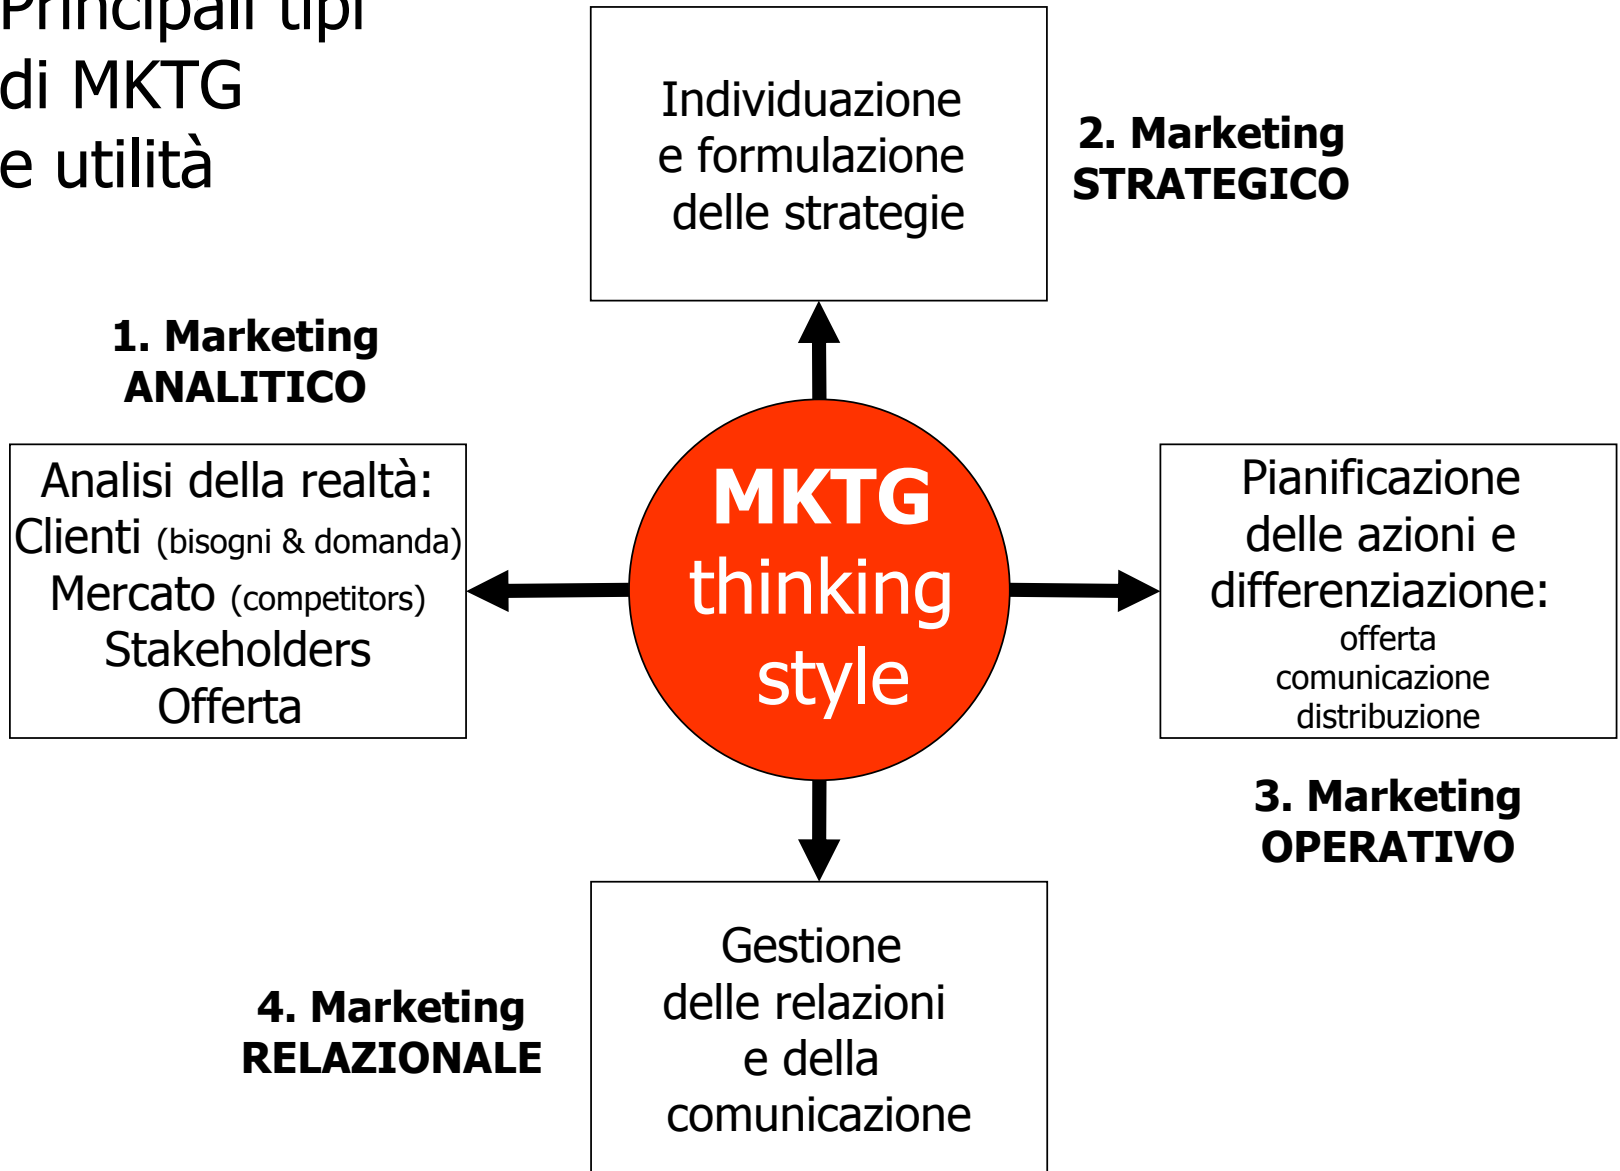 Principali tipi
di MKTG
e utilità
Individuazione
e formulazione
delle strategie
2. Marketing
STRATEGICO
1. Marketing
ANALITICO
Analisi della realtà:
Clienti (bisogni & domanda)
Mercato (competitors)
Stakeholders
Offerta
MKTG
thinking
style
Pianificazione
delle azioni e
differenziazione:
offerta
comunicazione
distribuzione
3. Marketing
OPERATIVO
4. Marketing
RELAZIONALE
Gestione
delle relazioni
e della
comunicazione